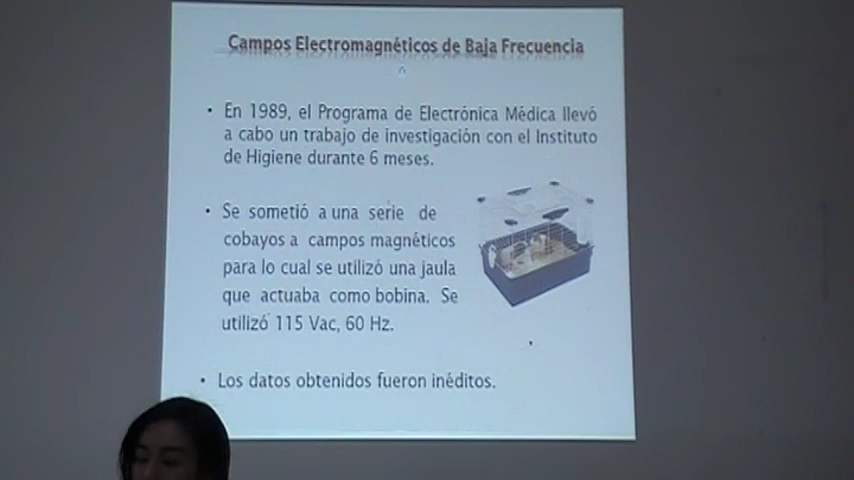 Campos Electromagnéticos de Baja Frecuencia
• En 1989, el Programa de Electrónica Médica llevó
a cabo un trabajo de investigación con el Instituto
de Higiene durante 6 meses.
• Se sometió a una serie de
cobayos a campos magnéticos
para lo cual se utilizó una jaula
que actuaba como bobina. Se
utilizó 115 Vac, 60 Hz.
• Los datos obtenidos fueron inéditos.